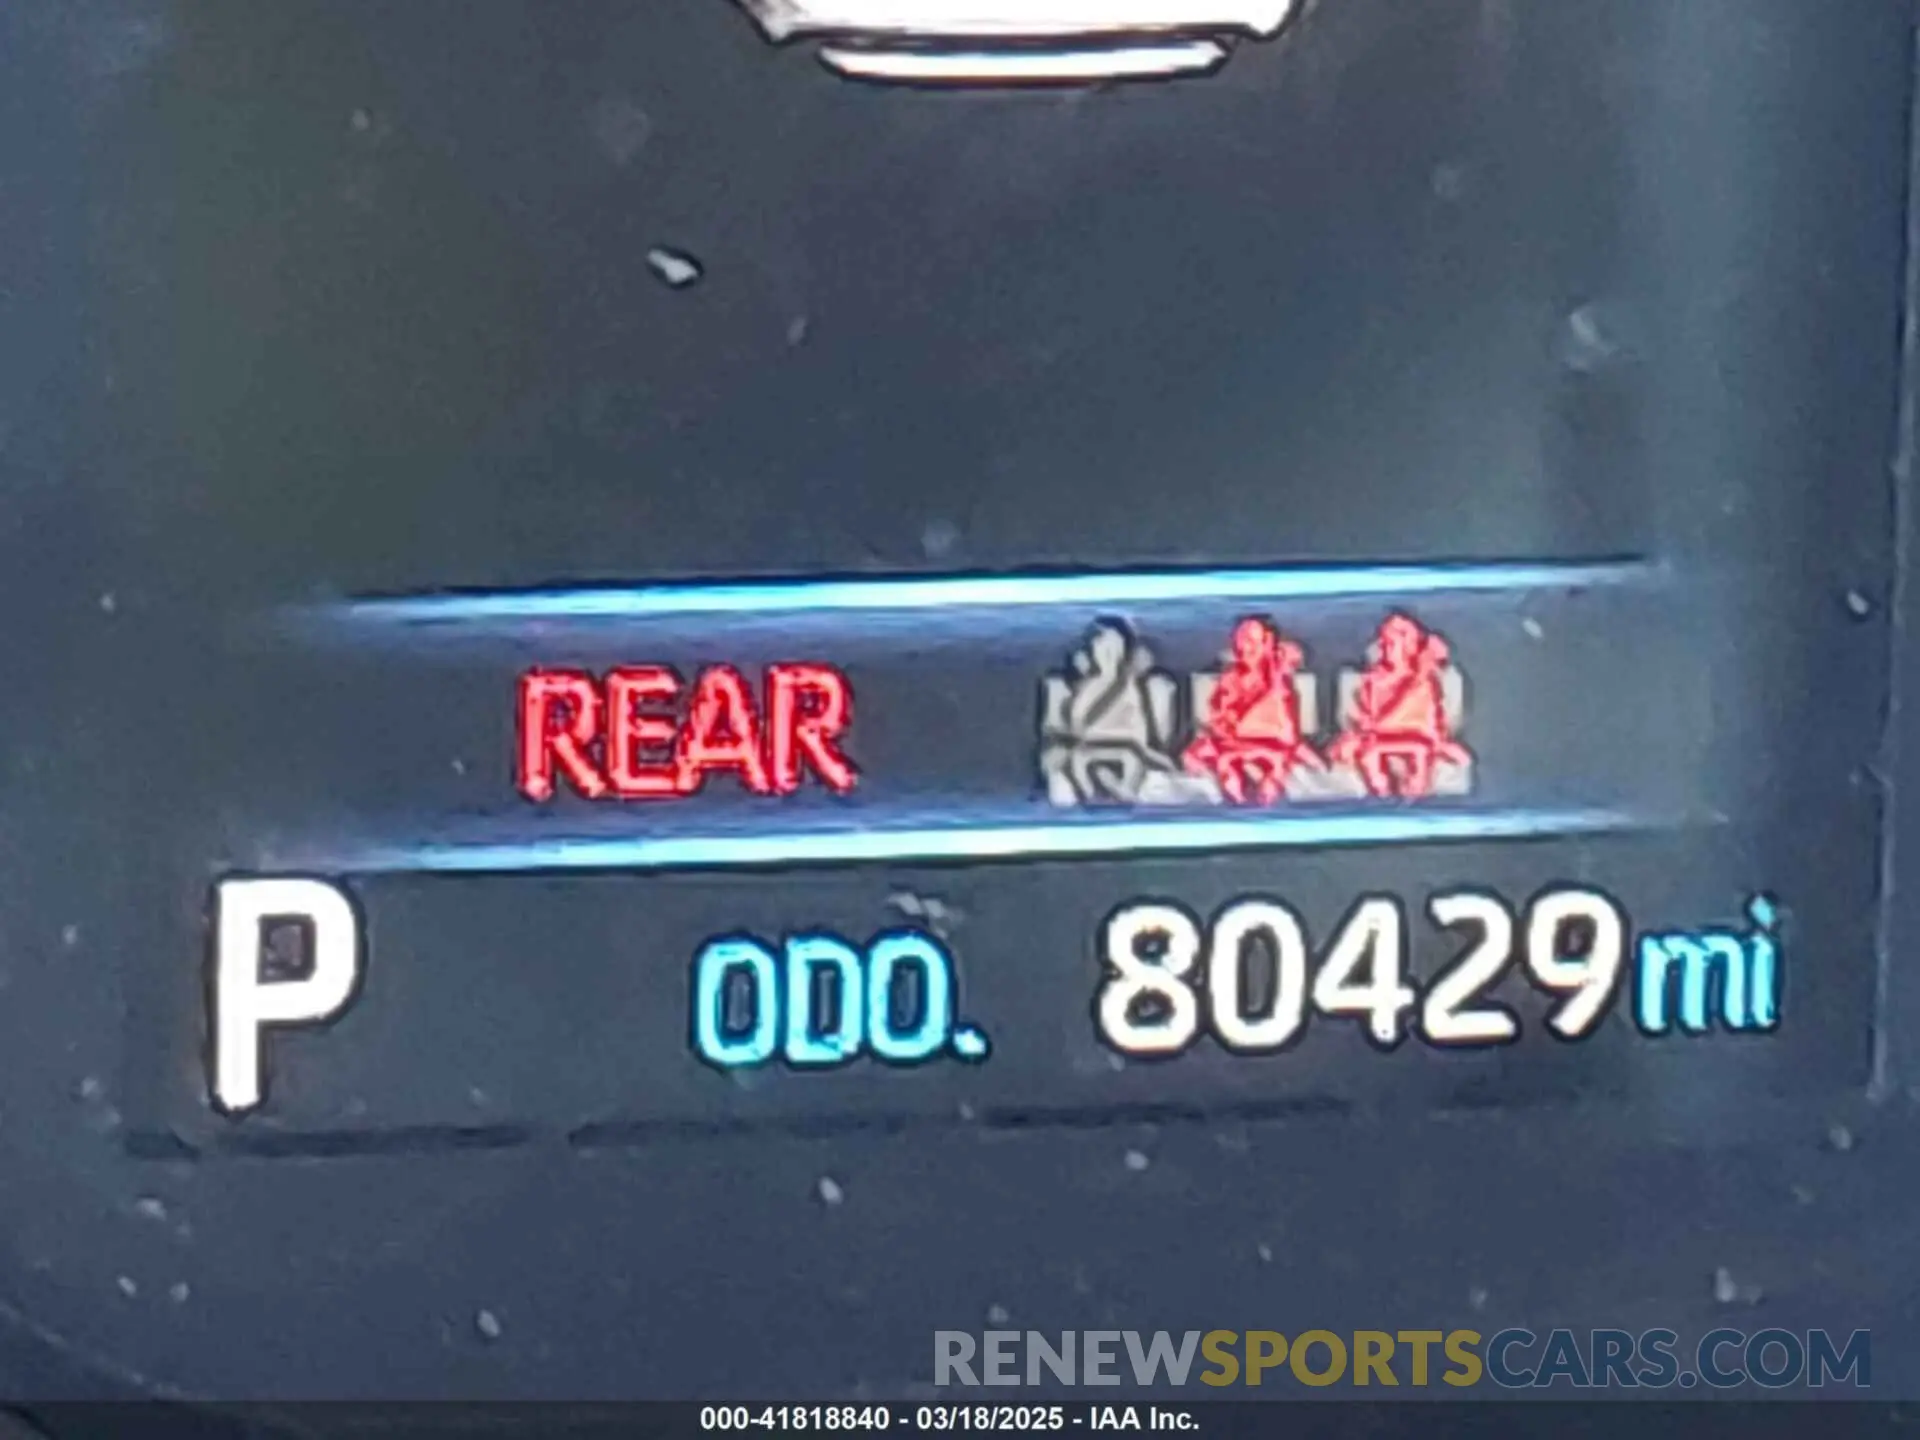 REAR
P ODO. 80429mi
RENEWSPORTSCARS.COM
000-41818840 - 03/18/2025 - IAA Inc.